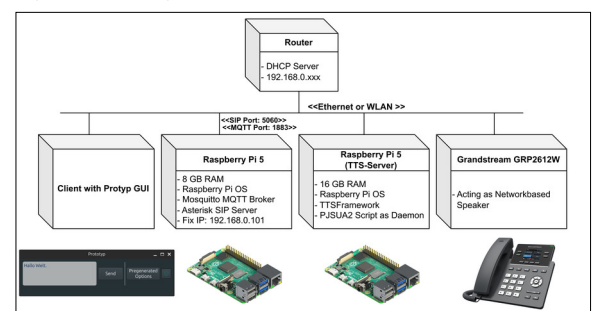 Router
- DHCP Server
- 192.168.0.xxx
<<Ethernet or WLAN >>
<<SIP Port: 5060>>
<<MQTT Port: 1883>>
Client with Protyp GUI
Raspberry Pi 5
- 8 GB RAM
- Raspberry Pi OS
- Mosquitto MQTT Broker
- Asterisk SIP Server
- Fix IP: 192.168.0.101
Raspberry Pi 5
(TTS-Server)
- 16 GB RAM
- Raspberry Pi OS
- TTSFramework
- PJSUA2 Script as Daemon
Grandstream GRP2612W
- Acting as Networkbased
Speaker
Prototyp
Send
Pregenerated
Options